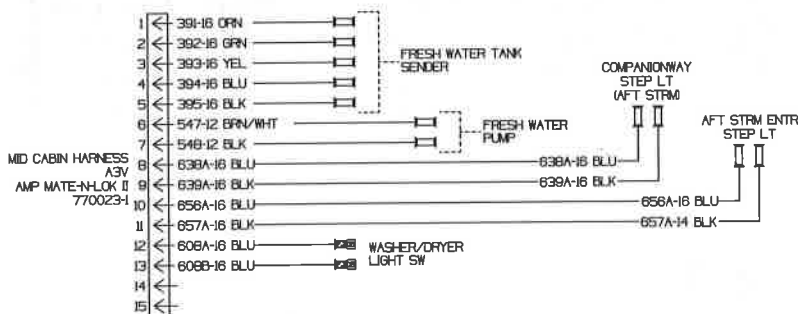 1 391-16 ORN
2 392-16 GRN
3 393-16 YEL
4 394-16 BLU
5 395-16 BLK
FRESH WATER TANK
SENDER
6 547-12 BRN/WHT
7 548-12 BLK
FRESH WATER
PUMP
COMPANIONWAY
STEP LT
(AFT STRM)
AFT STRM ENTR
STEP LT
MID CABIN HARNESS
A3V
AMP MATE-N-LOK II
770023-1
8 638A-16 BLU 638A-16 BLU
9 639A-16 BLK 639A-16 BLK
10 656A-16 BLU 656A-16 BLU
11 657A-16 BLK 657A-14 BLK
12 608A-16 BLU
13 608B-16 BLU
WASHER/DRYER
LIGHT SW
14
15